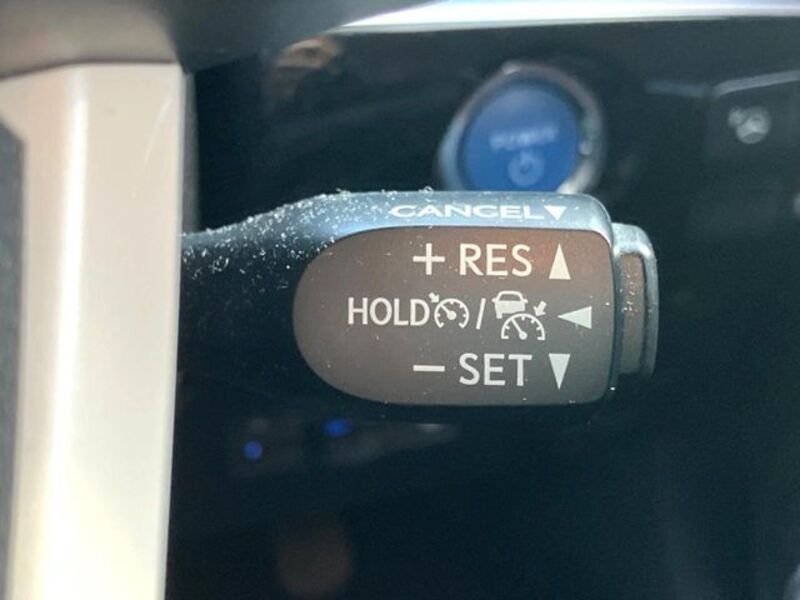 POWER
CANCEL▼
+ RES ▲
HOLD / ◄
− SET ▼